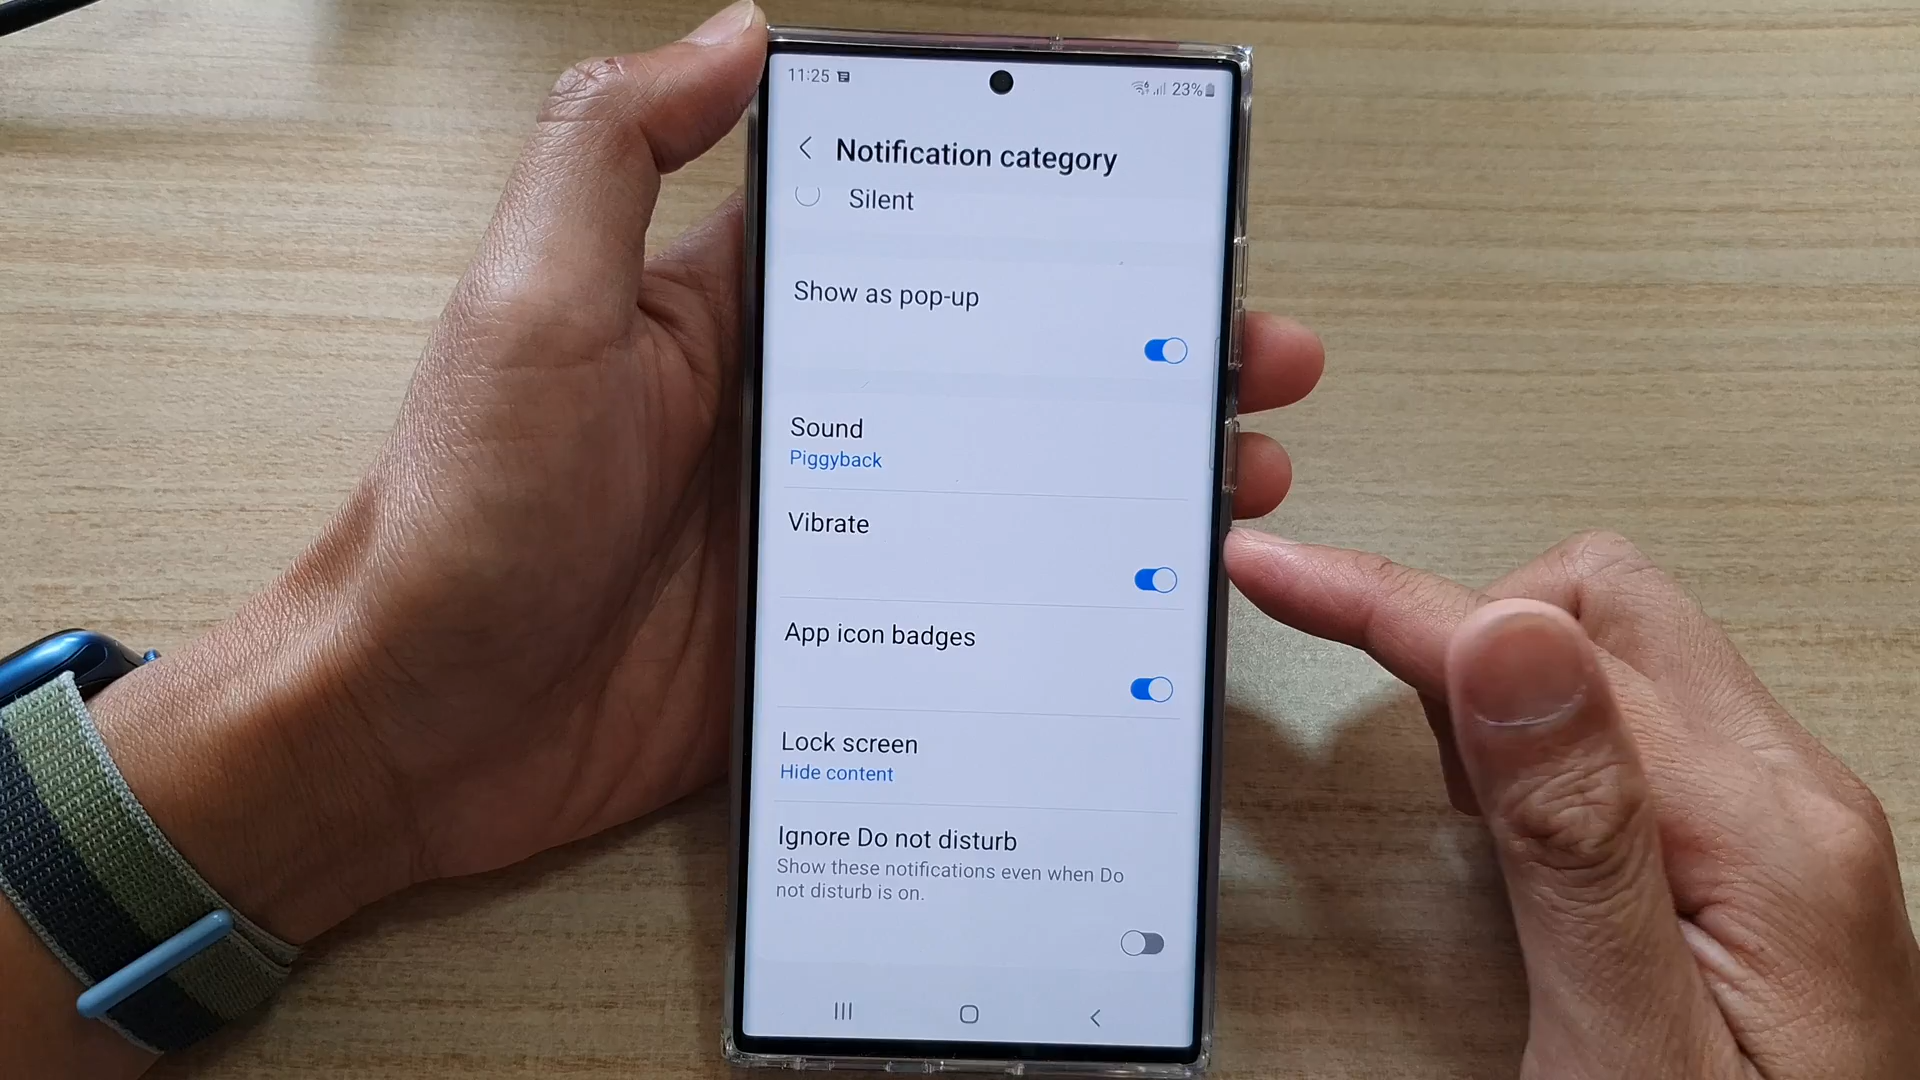 11:25
23%
Notification category
Silent
Show as pop-up
Sound
Piggyback
Vibrate
App icon badges
Lock screen
Hide content
Ignore Do not disturb
Show these notifications even when Do
not disturb is on.